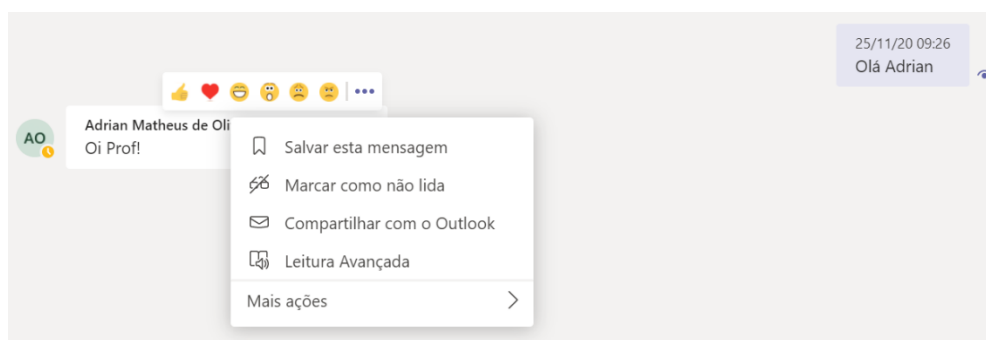 25/11/20 09:26
Olá Adrian
AO
Adrian Matheus de Oli
Oi Prof!
Salvar esta mensagem
Marcar como não lida
Compartilhar com o Outlook
Leitura Avançada
Mais ações